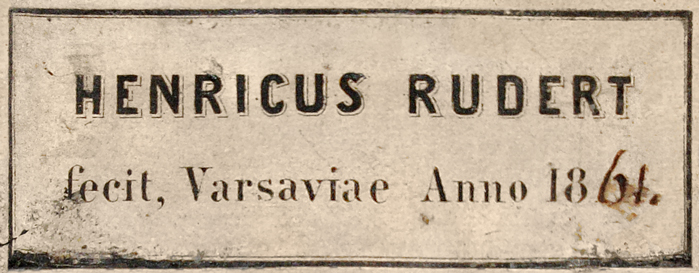 HENRICUS RUDERT
fecit, Varsaviae Anno 1861.